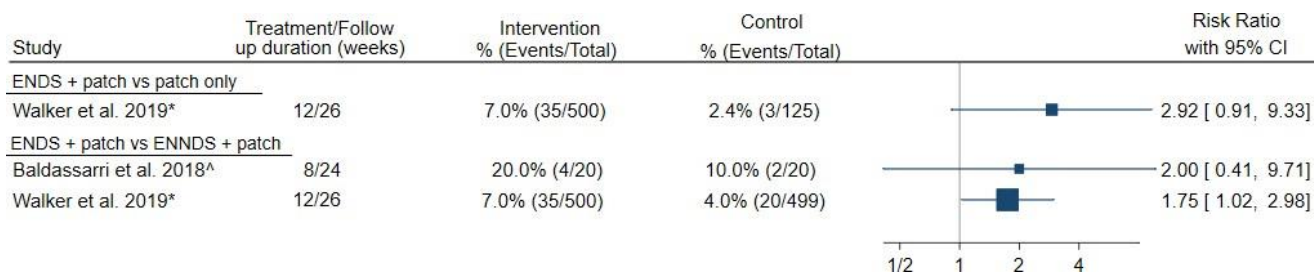 Study Treatment/Follow up duration (weeks) Intervention % (Events/Total) Control % (Events/Total) Risk Ratio with 95% CI
ENDS + patch vs patch only
Walker et al. 2019* 12/26 7.0% (35/500) 2.4% (3/125) 2.92 [ 0.91, 9.33]
ENDS + patch vs ENNDS + patch
Baldassarri et al. 2018^ 8/24 20.0% (4/20) 10.0% (2/20) 2.00 [ 0.41, 9.71]
Walker et al. 2019* 12/26 7.0% (35/500) 4.0% (20/499) 1.75 [ 1.02, 2.98]
1/2 1 2 4